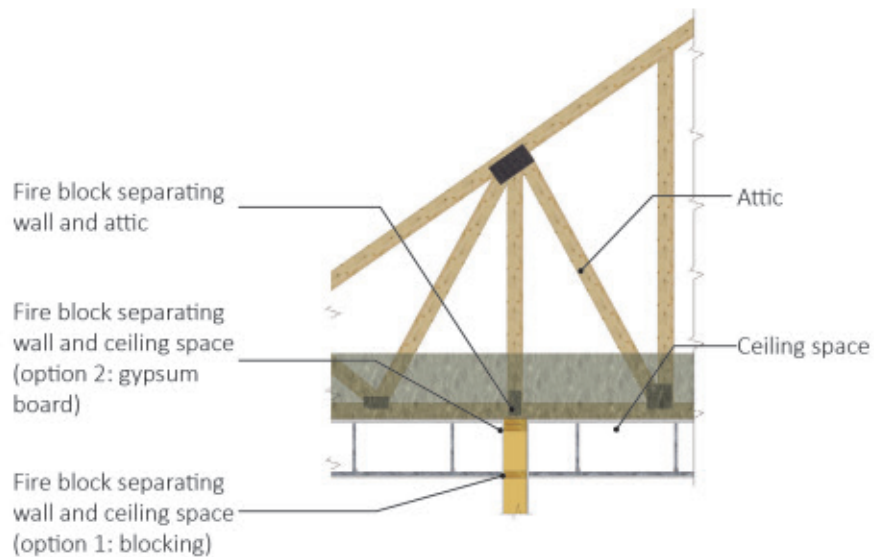 Fire block separating
wall and attic
Fire block separating
wall and ceiling space
(option 2: gypsum
board)
Fire block separating
wall and ceiling space
(option 1: blocking)
Attic
Ceiling space